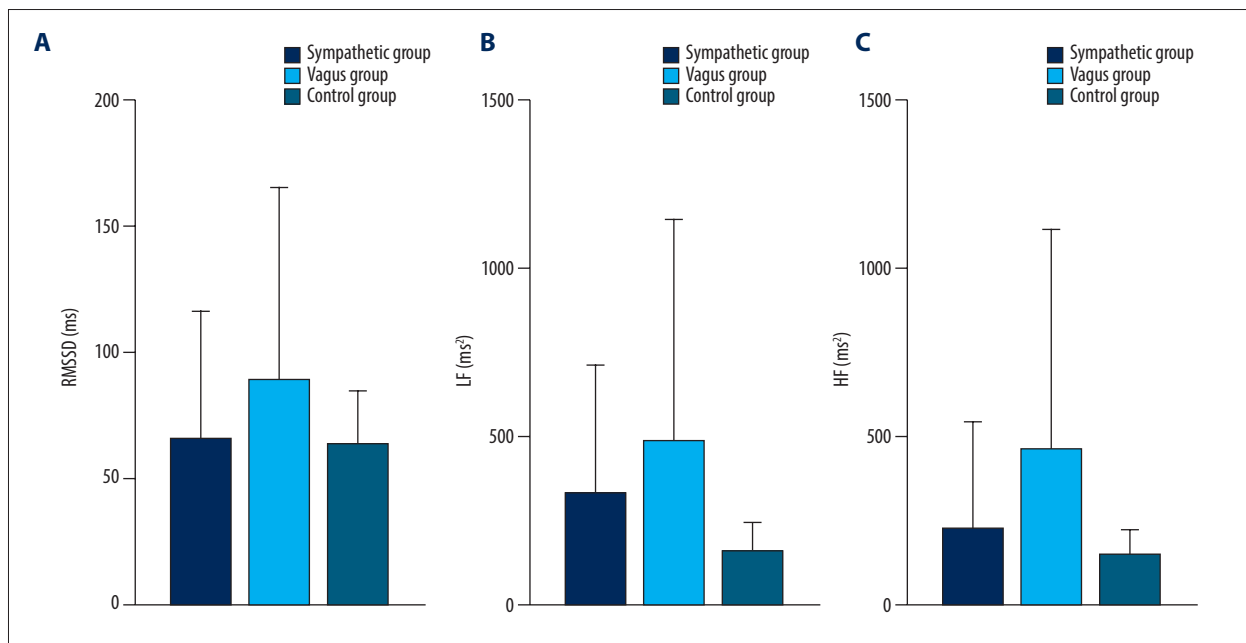 A
Sympathetic group
Vagus group
Control group
200
150
100
50
0
RMSSD (ms)
B
Sympathetic group
Vagus group
Control group
1500
1000
500
0
LF (ms²)
C
Sympathetic group
Vagus group
Control group
1500
1000
500
0
HF (ms²)